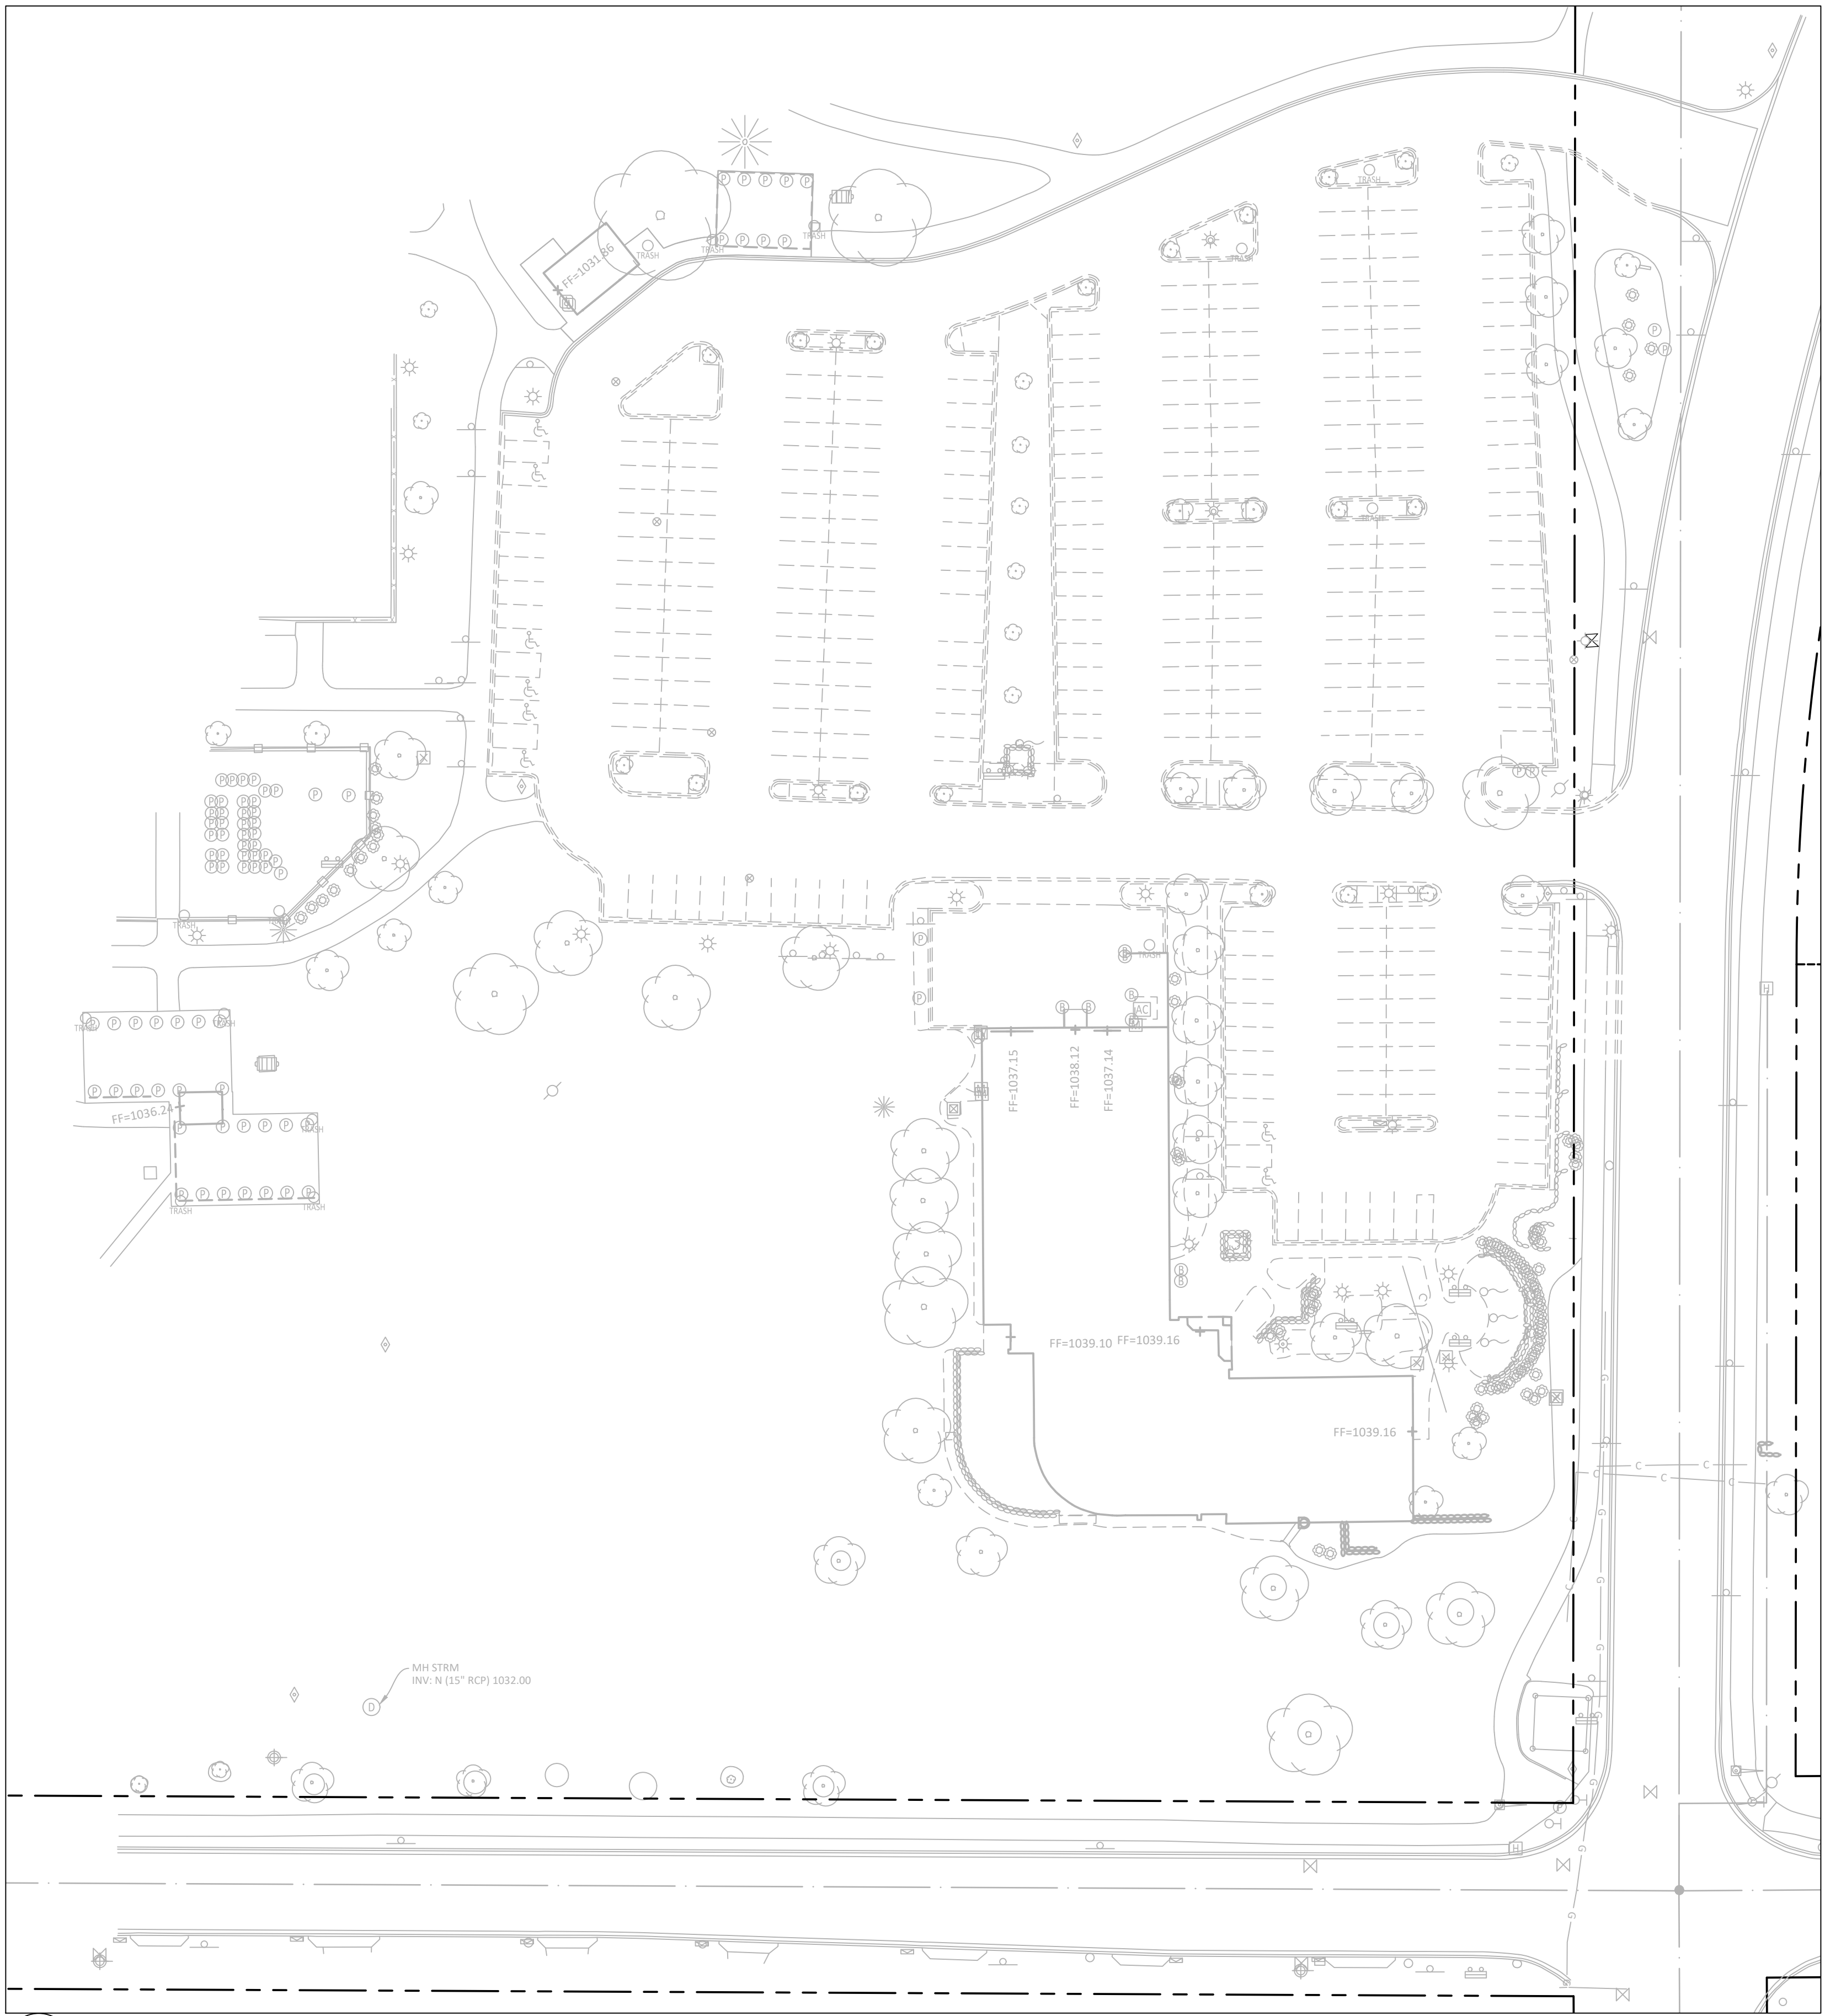 P P P P P
P P P P
TRASH
TRASH
TRASH
TRASH
FF=1031.86
P
P
P P
P P P P
P P
P P
P P P P
P P P P
P P P P
P P P P
P P
P P P P P
P
P P P P P
P
TRASH
P
P
TRASH
B
B
B B
B
B
AC
H
FF=1037.15
FF=1038.12
FF=1037.14
TRASH
P P P P P P P
TRASH
P P P P P P
FF=1036.24
P P P P P P
TRASH
P P P P P P P
TRASH
TRASH
B
B
FF=1039.10
FF=1039.16
FF=1039.16
G
C C
C C C
G
G
G
G
G
G
MH STRM
INV: N (15" RCP) 1032.00
D
P
H
G
G